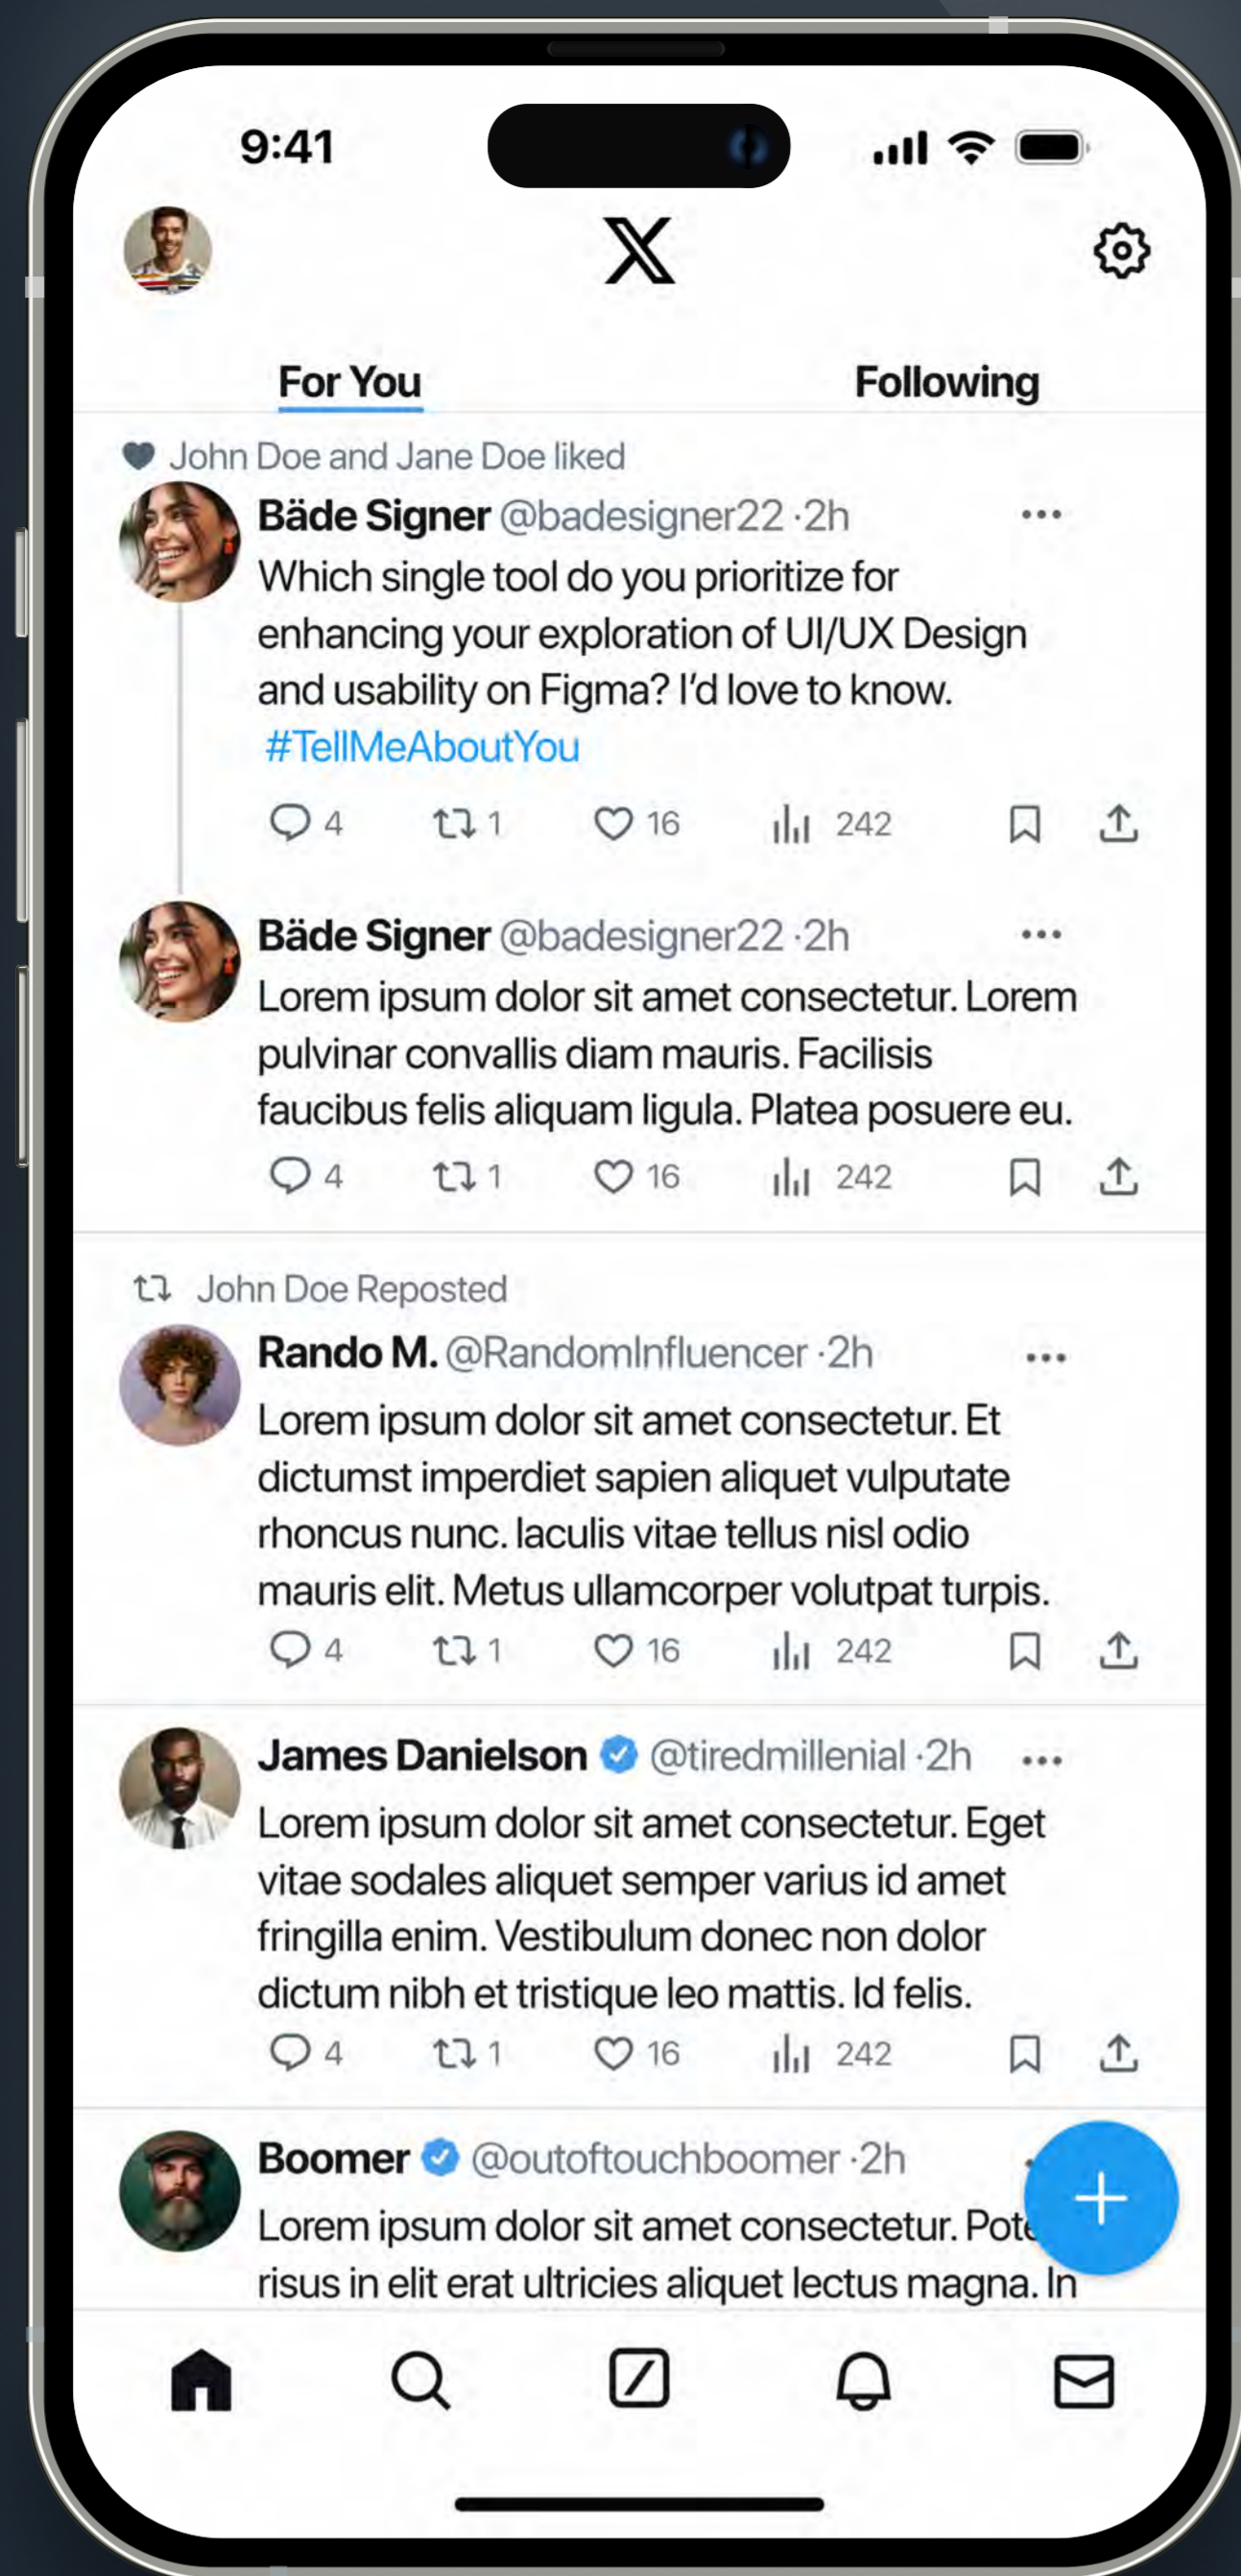 9:41
X
For You Following
John Doe and Jane Doe liked
Bäde Signer @badesigner22 ·2h
Which single tool do you prioritize for
enhancing your exploration of UI/UX Design
and usability on Figma? I’d love to know.
#TellMeAboutYou
4 1 16 242
Bäde Signer @badesigner22 ·2h
Lorem ipsum dolor sit amet consectetur. Lorem
pulvinar convallis diam mauris. Facilisis
faucibus felis aliquam ligula. Platea posuere eu.
4 1 16 242
John Doe Reposted
Rando M. @RandomInfluencer ·2h
Lorem ipsum dolor sit amet consectetur. Et
dictumst imperdiet sapien aliquet vulputate
rhoncus nunc. Iaculis vitae tellus nisl odio
mauris elit. Metus ullamcorper volutpat turpis.
4 1 16 242
James Danielson @tiredmillenial ·2h
Lorem ipsum dolor sit amet consectetur. Eget
vitae sodales aliquet semper varius id amet
fringilla enim. Vestibulum donec non dolor
dictum nibh et tristique leo mattis. Id felis.
4 1 16 242
Boomer @outoftouchboomer ·2h
Lorem ipsum dolor sit amet consectetur.
risus in elit erat ultricies aliquet lectus magna. In